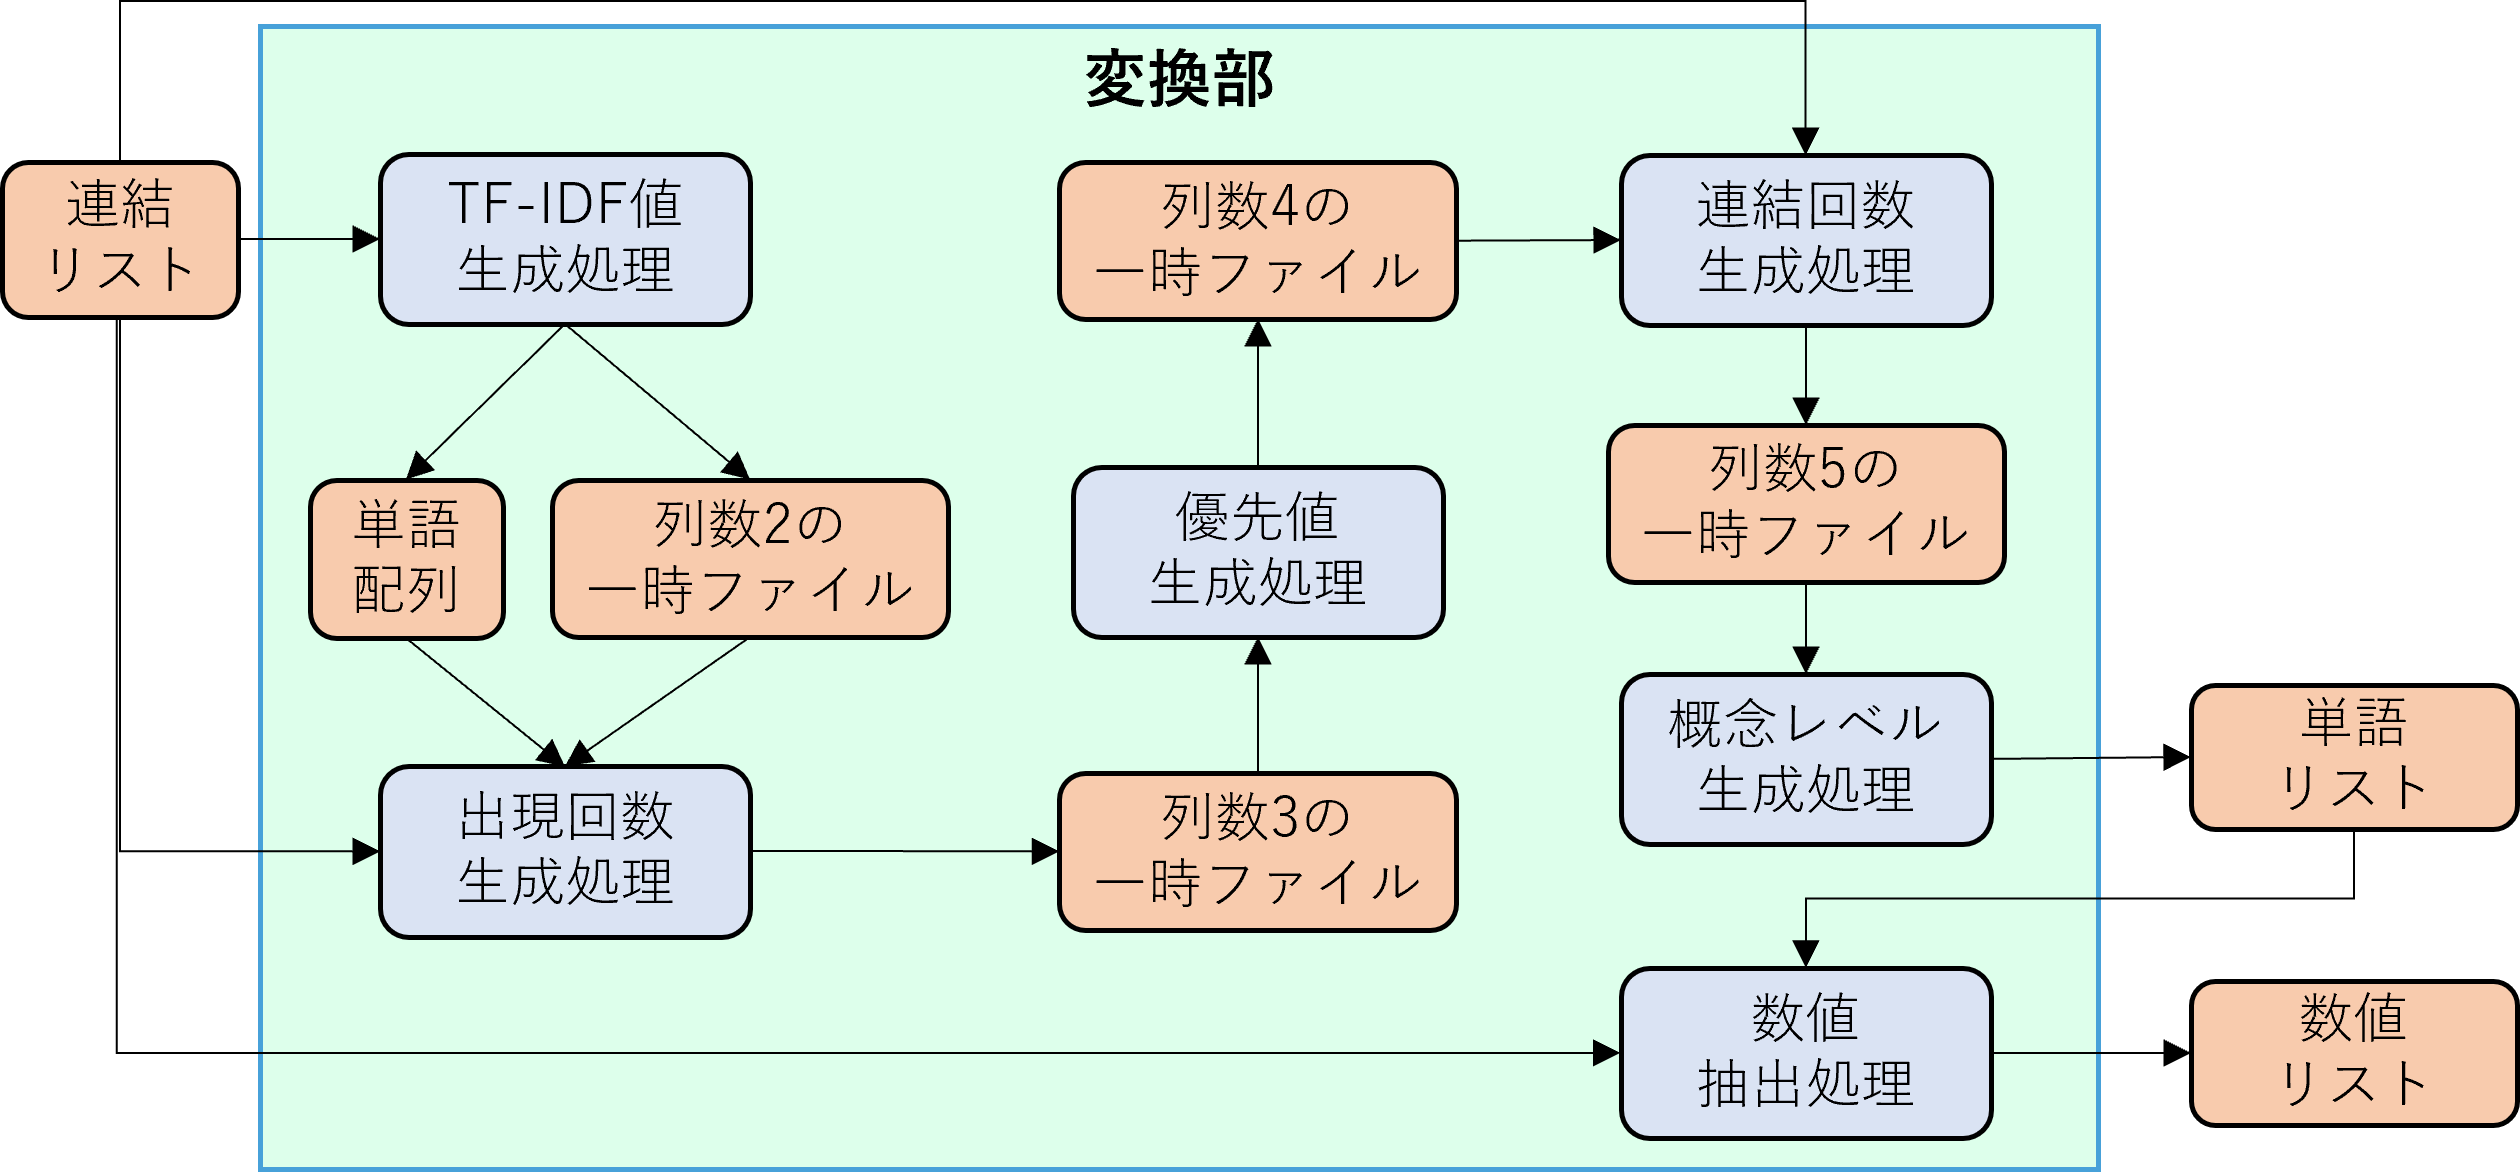 変換部
連結
リスト
TF-IDF値
生成処理
単語
配列
列数2の
一時ファイル
出現回数
生成処理
列数3の
一時ファイル
優先値
生成処理
列数4の
一時ファイル
連結回数
生成処理
列数5の
一時ファイル
概念レベル
生成処理
単語
リスト
数値
抽出処理
数値
リスト